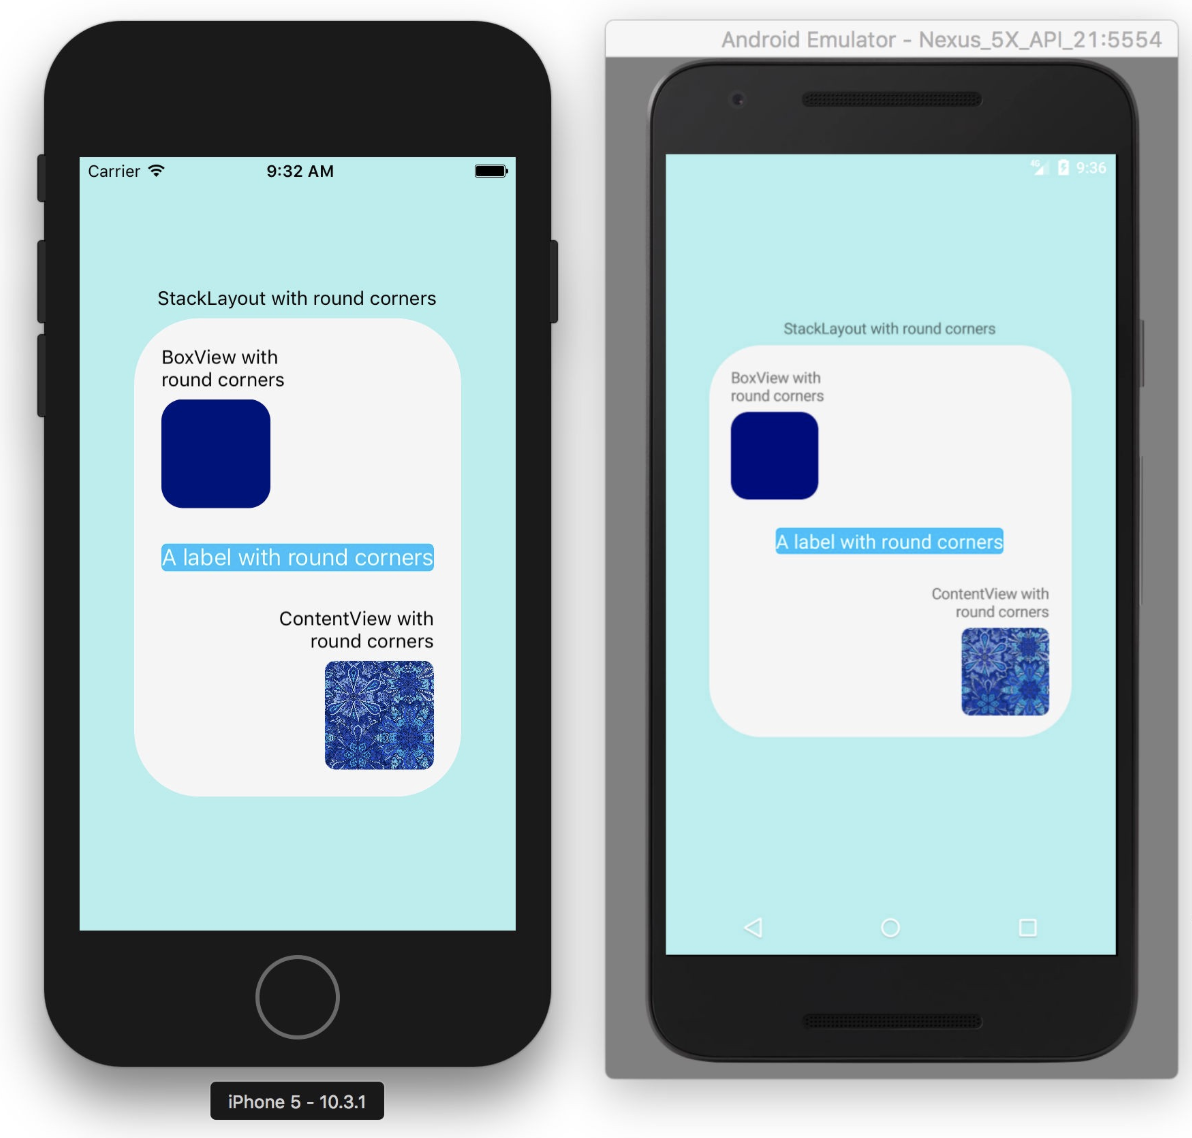 Carrier 9:32 AM
StackLayout with round corners
BoxView with
round corners
A label with round corners
ContentView with
round corners
iPhone 5 - 10.3.1
Android Emulator - Nexus_5X_API_21:5554
4G 9:36
StackLayout with round corners
BoxView with
round corners
A label with round corners
ContentView with
round corners